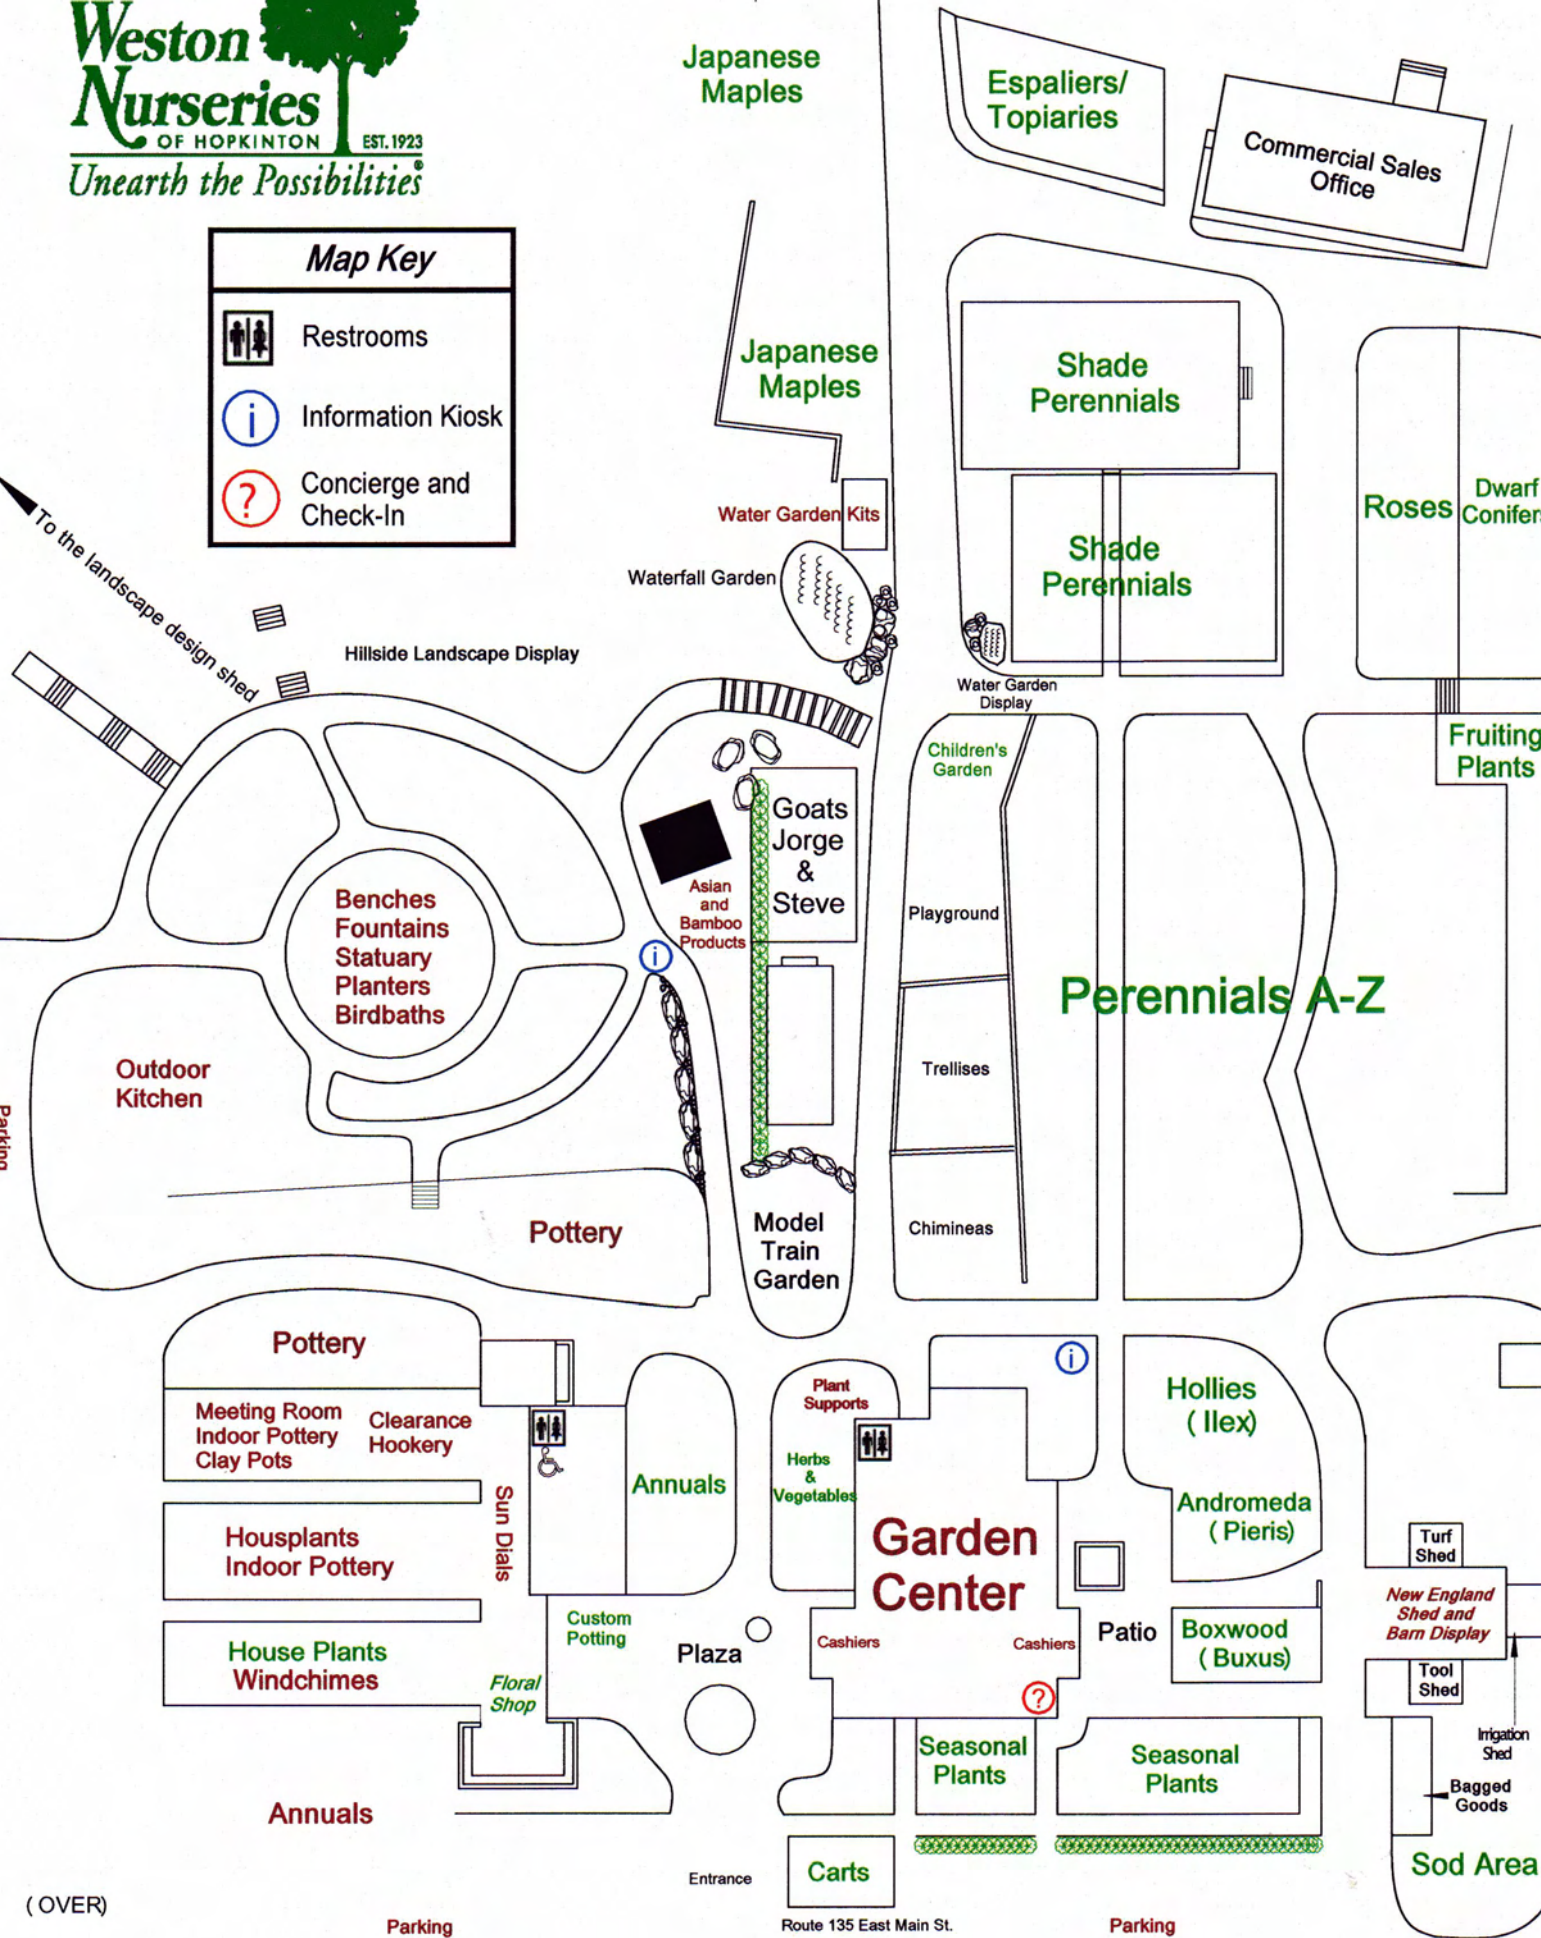 Weston
Nurseries
OF HOPKINTON EST. 1923
Unearth the Possibilities®
Map Key
Restrooms
i
Information Kiosk
?
Concierge and
Check-In
Japanese
Maples
Espaliers/
Topiaries
Commercial Sales
Office
Japanese
Maples
Shade
Perennials
Water Garden Kits
Waterfall Garden
Shade
Perennials
Roses
Dwarf
Conifers
To the landscape design shed
Hillside Landscape Display
Water Garden
Display
Children's
Garden
Fruiting
Plants
Goats
Jorge
&
Steve
Asian
and
Bamboo
Products
Playground
Benches
Fountains
Statuary
Planters
Birdbaths
i
Perennials A-Z
Outdoor
Kitchen
Parking
Trellises
Pottery
Model
Train
Garden
Chimineas
Pottery
Meeting Room
Indoor Pottery
Clay Pots
Clearance
Hookery
Sun Dials
Annuals
Plant
Supports
Herbs
&
Vegetables
i
Hollies
( Ilex)
Andromeda
( Pieris)
Housplants
Indoor Pottery
Garden
Center
Turf
Shed
New England
Shed and
Barn Display
Custom
Potting
Plaza
Cashiers
Cashiers
Patio
Boxwood
( Buxus)
House Plants
Windchimes
Floral
Shop
?
Tool
Shed
Irrigation
Shed
Seasonal
Plants
Seasonal
Plants
Bagged
Goods
Annuals
Entrance
Carts
Sod Area
( OVER)
Parking
Route 135 East Main St.
Parking